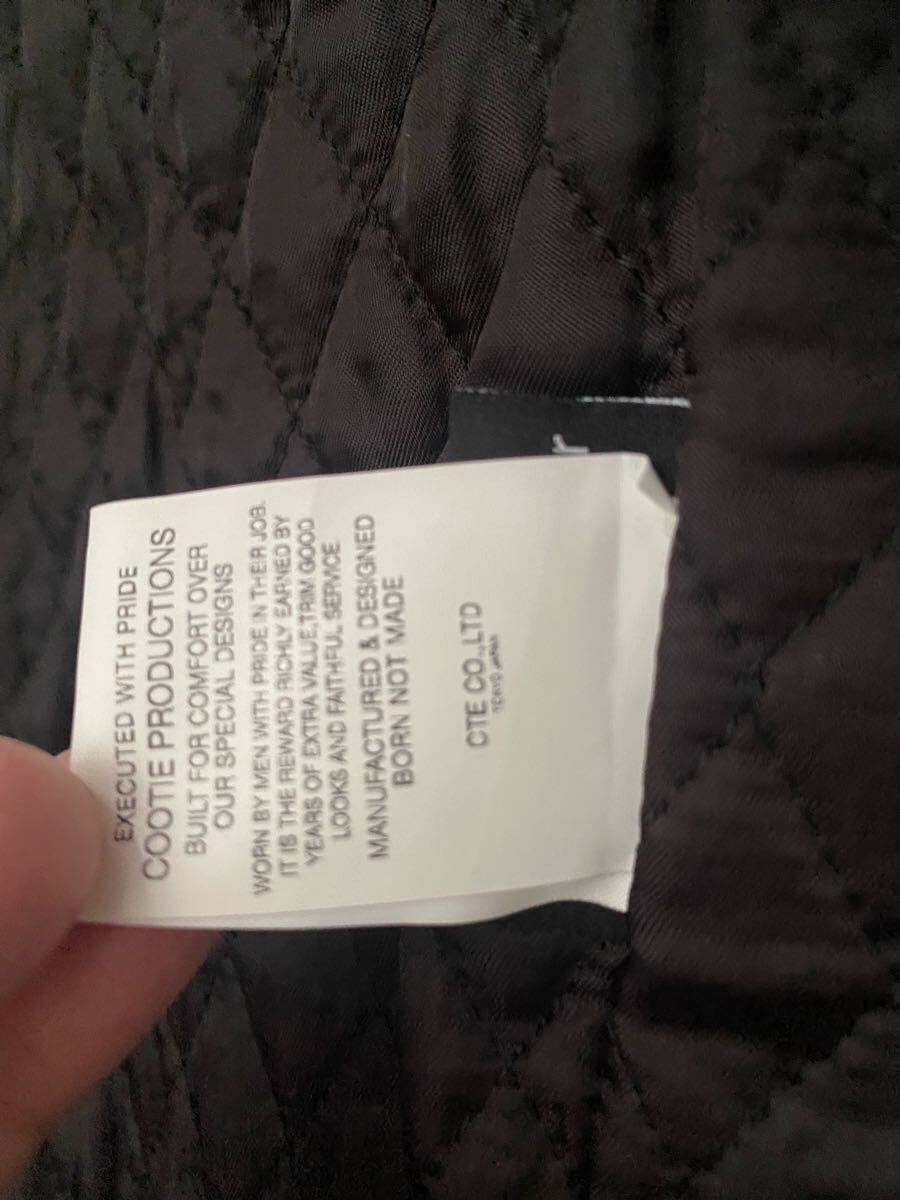 EXECUTED WITH PRIDE
COOTIE PRODUCTIONS
BUILT FOR COMFORT OVER
OUR SPECIAL DESIGNS
WORN BY MEN WITH PRIDE IN THER JOB.
IT IS THE REWARD RICHLY EARNED BY
YEARS OF EXTRA VALUE,TRIM GOOD
LOOKS AND FAITHFUL SERVICE.
MANUFACTURED & DESIGNED
BORN NOT MADE
CTE CO.,LTD
TOKYO JAPAN